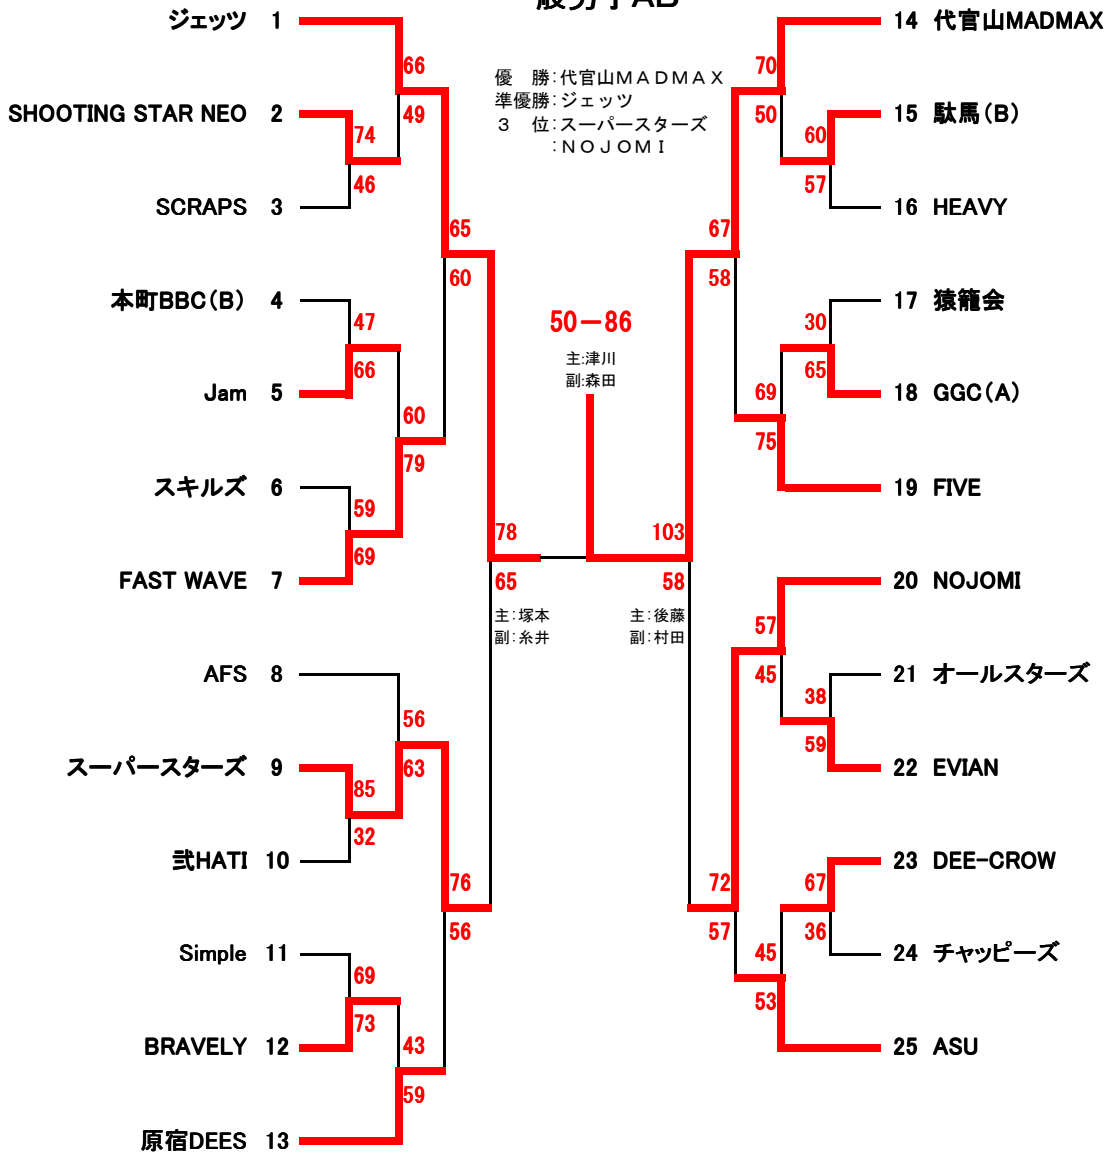 般男子AB
ジェッツ 1
66
49
SHOOTING STAR NEO 2
74
46
SCRAPS 3
65
60
本町BBC(B) 4
47
66
Jam 5
60
79
スキルズ 6
59
69
FAST WAVE 7
78
65
主:塚本
副:糸井
AFS 8
56
63
スーパースターズ 9
85
32
弐HATI 10
76
56
Simple 11
69
73
BRAVELY 12
43
59
原宿DEES 13
優 勝:代官山MADMAX
準優勝:ジェッツ
3 位:スーパースターズ
:NOJOMI
50-86
主:津川
副:森田
14 代官山MADMAX
70
50
15 駄馬(B)
60
57
16 HEAVY
67
58
17 猿籠会
30
65
18 GGC(A)
69
75
19 FIVE
103
58
主:後藤
副:村田
20 NOJOMI
57
45
21 オールスターズ
38
59
22 EVIAN
72
57
23 DEE-CROW
67
36
24 チャッピーズ
45
53
25 ASU